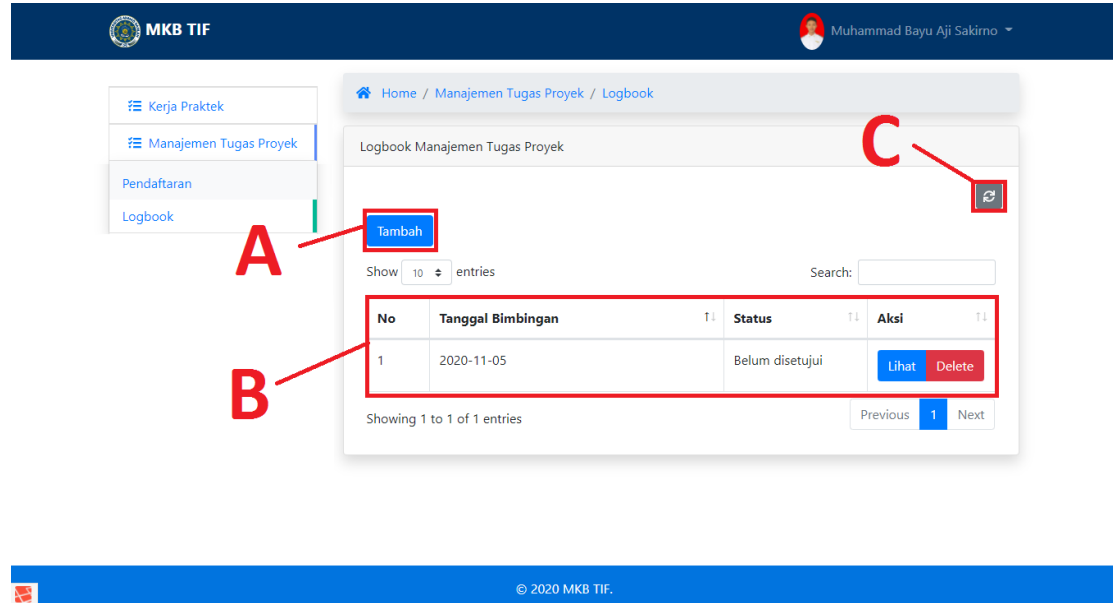 MKB TIF
Muhammad Bayu Aji Sakirno
Kerja Praktek
Manajemen Tugas Proyek
Pendaftaran
Logbook
Home / Manajemen Tugas Proyek / Logbook
Logbook Manajemen Tugas Proyek
C
A
Tambah
Show 10 entries
Search:
B
No Tanggal Bimbingan Status Aksi
1 2020-11-05 Belum disetujui Lihat Delete
Showing 1 to 1 of 1 entries
Previous 1 Next
© 2020 MKB TIF.